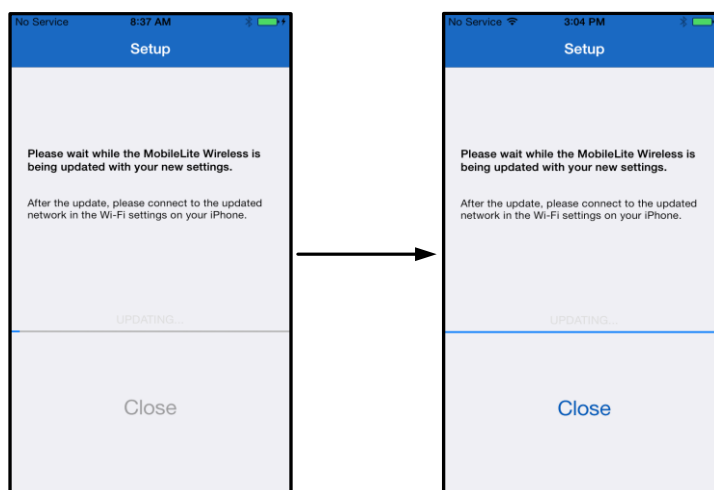 No Service 8:37 AM
Setup
Please wait while the MobileLite Wireless is
being updated with your new settings.
After the update, please connect to the updated
network in the Wi-Fi settings on your iPhone.
UPDATING...
Close
No Service 3:04 PM
Setup
Please wait while the MobileLite Wireless is
being updated with your new settings.
After the update, please connect to the updated
network in the Wi-Fi settings on your iPhone.
UPDATING...
Close